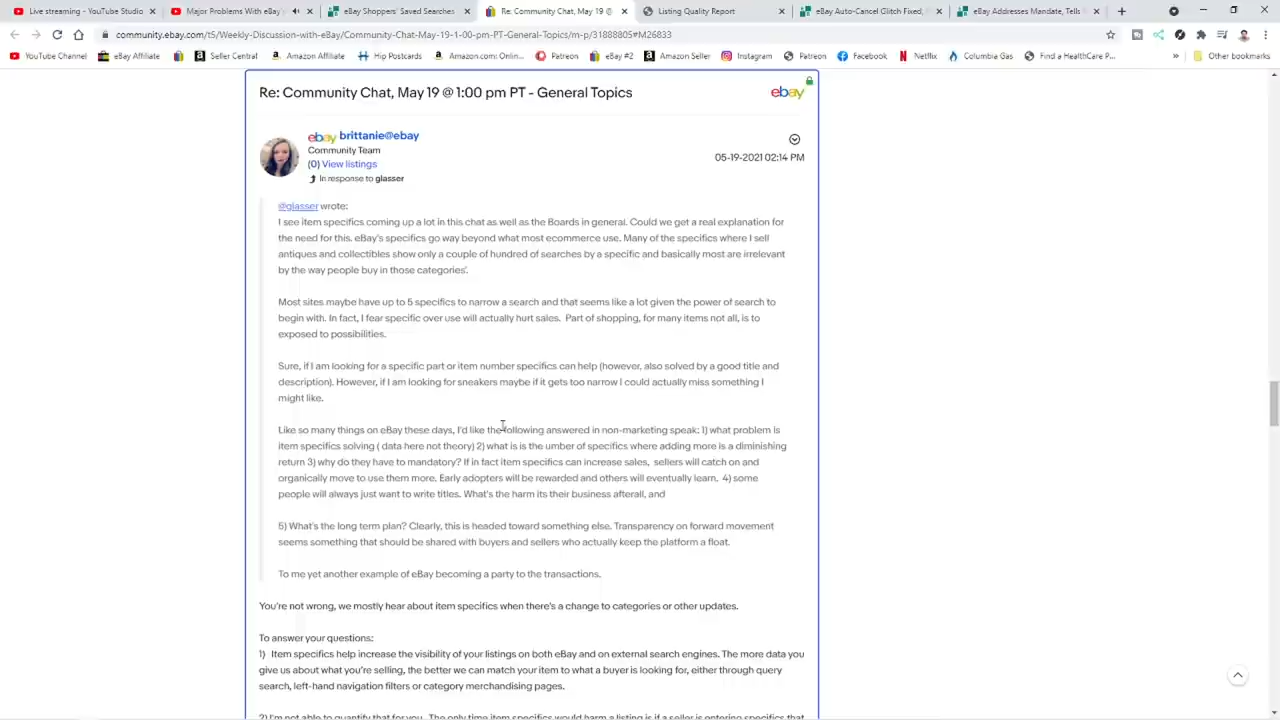 Live streaming - YouTube Studio
Major Problems With eBay'
eBay Shoppers' Saved Searches
Re: Community Chat, May 19 @
Listing Quality Report
eBay Auto-Cancel Glitch Fixed,
eBay Addresses Mandate, Tells
community.ebay.com/t5/Weekly-Discussion-with-eBay/Community-Chat-May-19-1-00-pm-PT-General-Topics/m-p/31888805#M26833
YouTube Channel
eBay Affiliate
Seller Central
Amazon Affiliate
Hip Postcards
Amazon.com: Onlin...
Patreon
eBay #2
Amazon Seller
Instagram
Patreon
Facebook
Netflix
Columbia Gas
Find a HealthCare P...
»
Other bookmarks
Re: Community Chat, May 19 @ 1:00 pm PT - General Topics
ebay
ebay brittanie@ebay
Community Team
(0) View listings
In response to glasser
05-19-2021 02:14 PM
@glasser wrote:
I see item specifics coming up a lot in this chat as well as the Boards in general. Could we get a real explanation for
the need for this. eBay's specifics go way beyond what most ecommerce use. Many of the specifics where I sell
antiques and collectibles show only a couple of hundred of searches by a specific and basically most are irrelevant
by the way people buy in those categories'.
Most sites maybe have up to 5 specifics to narrow a search and that seems like a lot given the power of search to
begin with. In fact, I fear specific over use will actually hurt sales. Part of shopping, for many items not all, is to
exposed to possibilities.
Sure, if I am looking for a specific part or item number specifics can help (however, also solved by a good title and
description). However, if I am looking for sneakers maybe if it gets too narrow I could actually miss something I
might like.
Like so many things on eBay these days, I'd like the following answered in non-marketing speak: 1) what problem is
item specifics solving ( data here not theory) 2) what is is the umber of specifics where adding more is a diminishing
return 3) why do they have to mandatory? If in fact item specifics can increase sales, sellers will catch on and
organically move to use them more. Early adopters will be rewarded and others will eventually learn. 4) some
people will always just want to write titles. What's the harm its their business afterall, and
5) What's the long term plan? Clearly, this is headed toward something else. Transparency on forward movement
seems something that should be shared with buyers and sellers who actually keep the platform a float.
To me yet another example of eBay becoming a party to the transactions.
You're not wrong, we mostly hear about item specifics when there's a change to categories or other updates.
To answer your questions:
1) Item specifics help increase the visibility of your listings on both eBay and on external search engines. The more data you
give us about what you're selling, the better we can match your item to what a buyer is looking for, either through query
search, left-hand navigation filters or category merchandising pages.
2) I'm not able to quantify that for you. The only time item specifics would harm a listing is if a seller is entering specifics that